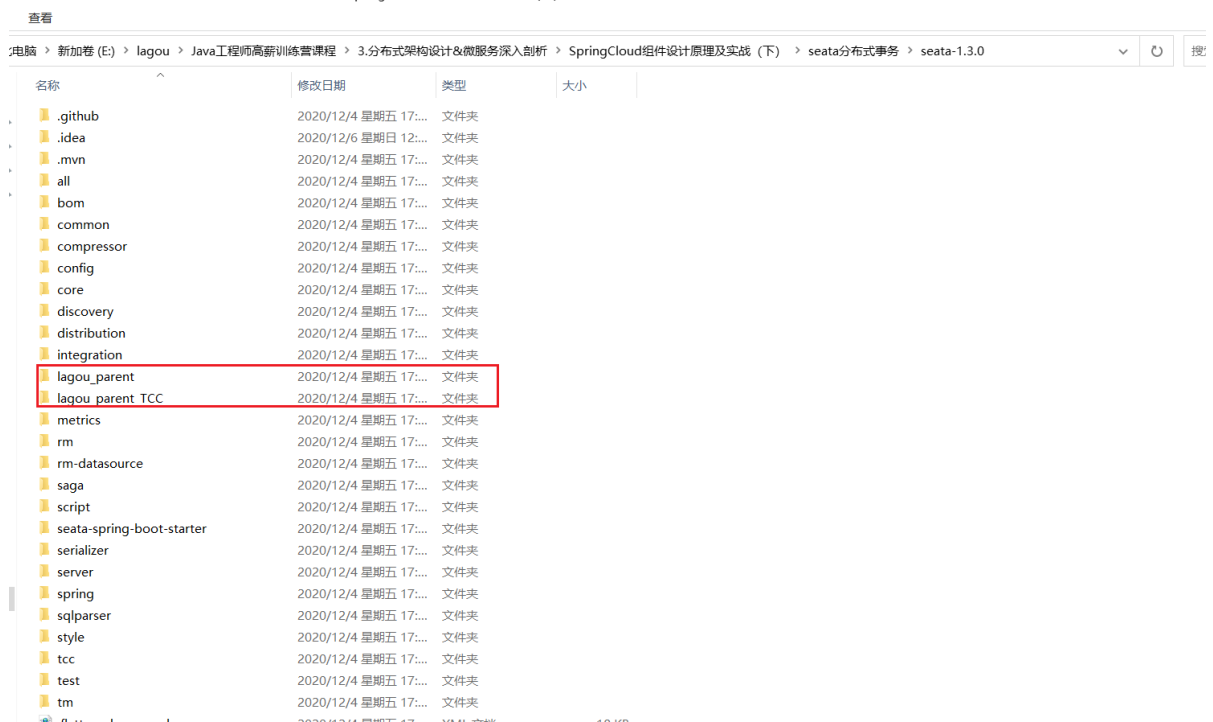 查看
电脑 › 新加卷 (E:) › lagou › Java工程师高薪训练营课程 › 3.分布式架构设计&微服务深入剖析 › SpringCloud组件设计原理及实战（下） › seata分布式事务 › seata-1.3.0
名称 修改日期 类型 大小
.github 2020/12/4 星期五 17:... 文件夹
.idea 2020/12/6 星期日 12:... 文件夹
.mvn 2020/12/4 星期五 17:... 文件夹
all 2020/12/4 星期五 17:... 文件夹
bom 2020/12/4 星期五 17:... 文件夹
common 2020/12/4 星期五 17:... 文件夹
compressor 2020/12/4 星期五 17:... 文件夹
config 2020/12/4 星期五 17:... 文件夹
core 2020/12/4 星期五 17:... 文件夹
discovery 2020/12/4 星期五 17:... 文件夹
distribution 2020/12/4 星期五 17:... 文件夹
integration 2020/12/4 星期五 17:... 文件夹
lagou_parent 2020/12/4 星期五 17:... 文件夹
lagou_parent_TCC 2020/12/4 星期五 17:... 文件夹
metrics 2020/12/4 星期五 17:... 文件夹
rm 2020/12/4 星期五 17:... 文件夹
rm-datasource 2020/12/4 星期五 17:... 文件夹
saga 2020/12/4 星期五 17:... 文件夹
script 2020/12/4 星期五 17:... 文件夹
seata-spring-boot-starter 2020/12/4 星期五 17:... 文件夹
serializer 2020/12/4 星期五 17:... 文件夹
server 2020/12/4 星期五 17:... 文件夹
spring 2020/12/4 星期五 17:... 文件夹
sqlparser 2020/12/4 星期五 17:... 文件夹
style 2020/12/4 星期五 17:... 文件夹
tcc 2020/12/4 星期五 17:... 文件夹
test 2020/12/4 星期五 17:... 文件夹
tm 2020/12/4 星期五 17:... 文件夹